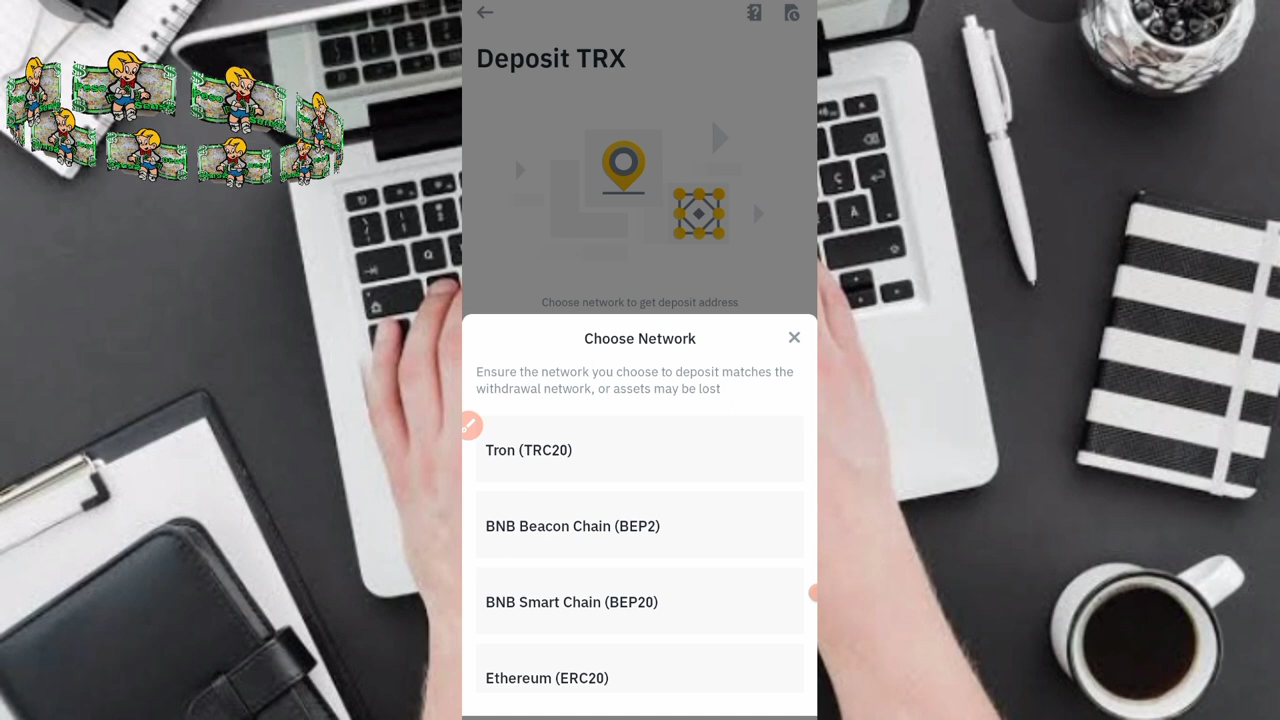 Deposit TRX
Choose network to get deposit address
Choose Network
Ensure the network you choose to deposit matches the
withdrawal network, or assets may be lost
Tron (TRC20)
BNB Beacon Chain (BEP2)
BNB Smart Chain (BEP20)
Ethereum (ERC20)